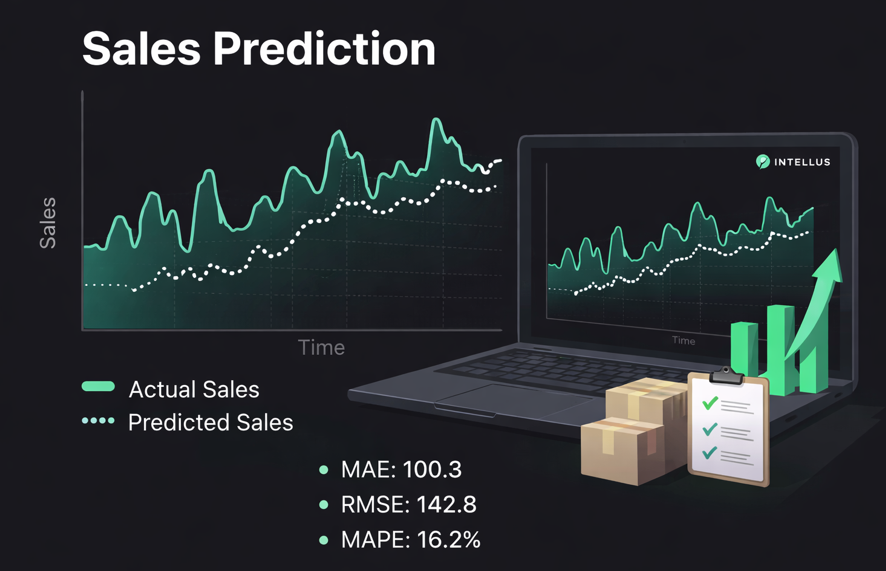 Sales Prediction
Sales
Time
Actual Sales
Predicted Sales
MAE: 100.3
RMSE: 142.8
MAPE: 16.2%
INTELLUS
Time